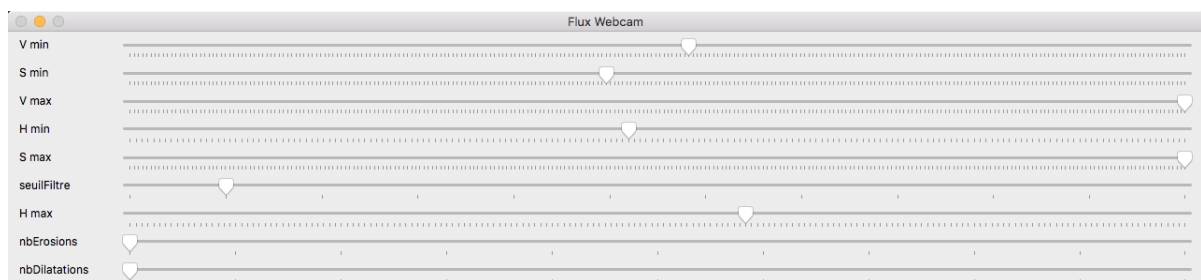 Flux Webcam
V min
S min
V max
H min
S max
seuilFiltre
H max
nbErosions
nbDilatations